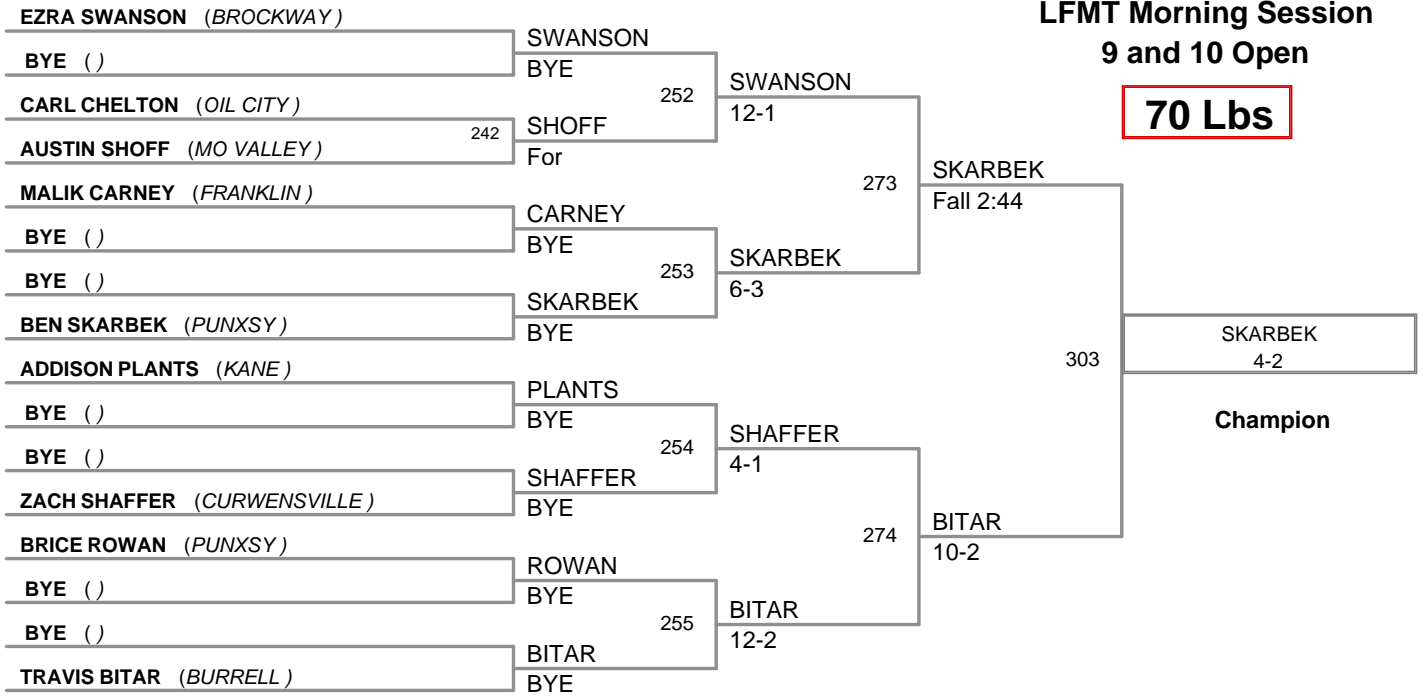 LFMT Morning Session
9 and 10 Open
70 Lbs
EZRA SWANSON (BROCKWAY )
BYE ( )
CARL CHELTON (OIL CITY )
AUSTIN SHOFF (MO VALLEY )
MALIK CARNEY (FRANKLIN )
BYE ( )
BYE ( )
BEN SKARBEK (PUNXSY )
ADDISON PLANTS (KANE )
BYE ( )
BYE ( )
ZACH SHAFFER (CURWENSVILLE )
BRICE ROWAN (PUNXSY )
BYE ( )
BYE ( )
TRAVIS BITAR (BURRELL )
SWANSON
BYE
242
SHOFF
For
CARNEY
BYE
SKARBEK
BYE
PLANTS
BYE
SHAFFER
BYE
ROWAN
BYE
BITAR
BYE
252
SWANSON
12-1
253
SKARBEK
6-3
254
SHAFFER
4-1
255
BITAR
12-2
273
SKARBEK
Fall 2:44
274
BITAR
10-2
303
SKARBEK
4-2
Champion